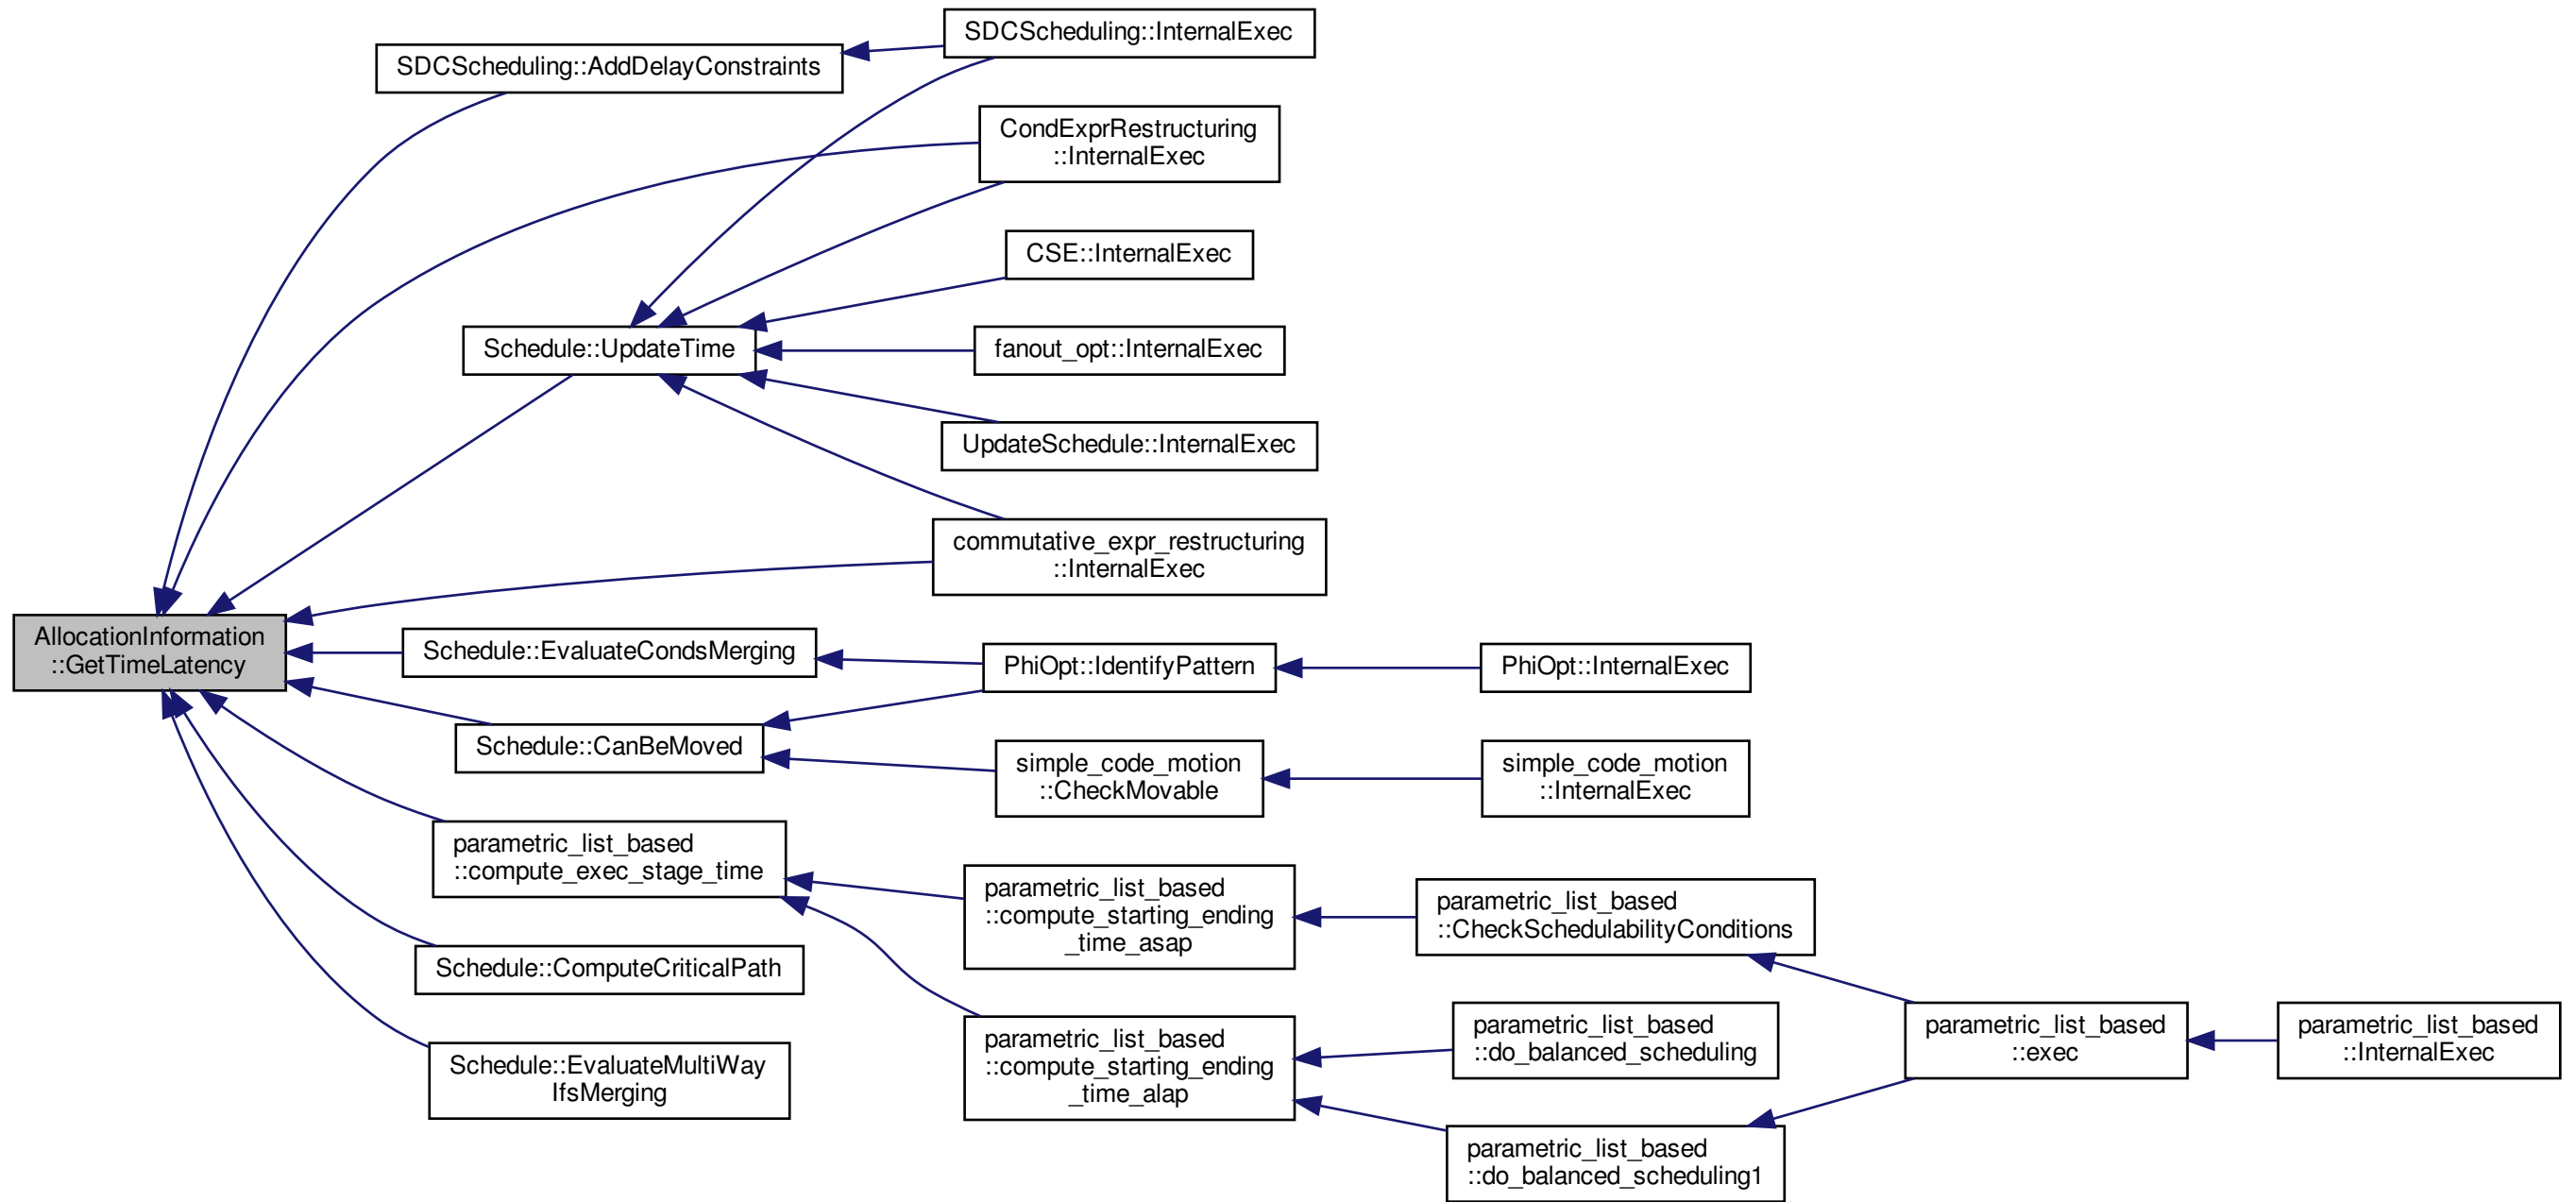 SDCScheduling::InternalExec
SDCScheduling::AddDelayConstraints
CondExprRestructuring
::InternalExec
CSE::InternalExec
Schedule::UpdateTime
fanout_opt::InternalExec
UpdateSchedule::InternalExec
commutative_expr_restructuring
::InternalExec
AllocationInformation
::GetTimeLatency
Schedule::EvaluateCondsMerging
PhiOpt::IdentifyPattern
PhiOpt::InternalExec
Schedule::CanBeMoved
simple_code_motion
::CheckMovable
simple_code_motion
::InternalExec
parametric_list_based
::compute_exec_stage_time
parametric_list_based
::compute_starting_ending
_time_asap
parametric_list_based
::CheckSchedulabilityConditions
Schedule::ComputeCriticalPath
parametric_list_based
::compute_starting_ending
_time_alap
parametric_list_based
::do_balanced_scheduling
parametric_list_based
::exec
parametric_list_based
::InternalExec
Schedule::EvaluateMultiWay
IfsMerging
parametric_list_based
::do_balanced_scheduling1